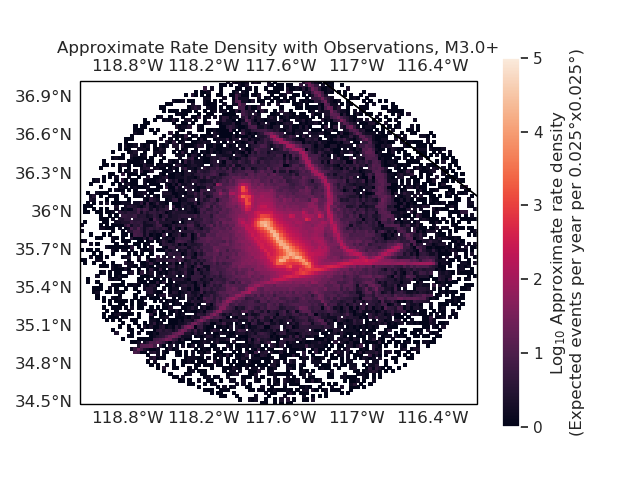 Approximate Rate Density with Observations, M3.0+
118.8°W 118.2°W 117.6°W 117°W 116.4°W
36.9°N
36.6°N
36.3°N
36°N
35.7°N
35.4°N
35.1°N
34.8°N
34.5°N
118.8°W 118.2°W 117.6°W 117°W 116.4°W
5
4
3
2
1
0
Log₁₀ Approximate rate density
(Expected events per year per 0.025°x0.025°)